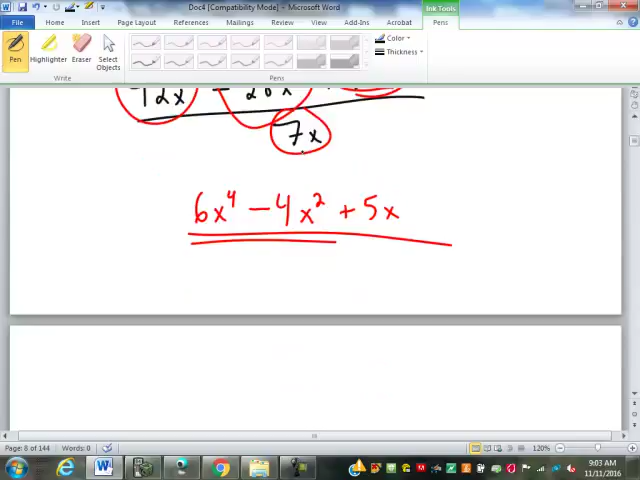 Doc4 [Compatibility Mode] - Microsoft Word
Ink Tools
File Home Insert Page Layout References Mailings Review View Add-Ins Acrobat Pens
Pen Highlighter Eraser Select Objects
Color
Thickness
Write Pens
7x
6x⁴ - 4x² + 5x
Page: 8 of 144 Words: 0 120%
9:03 AM
11/11/2016